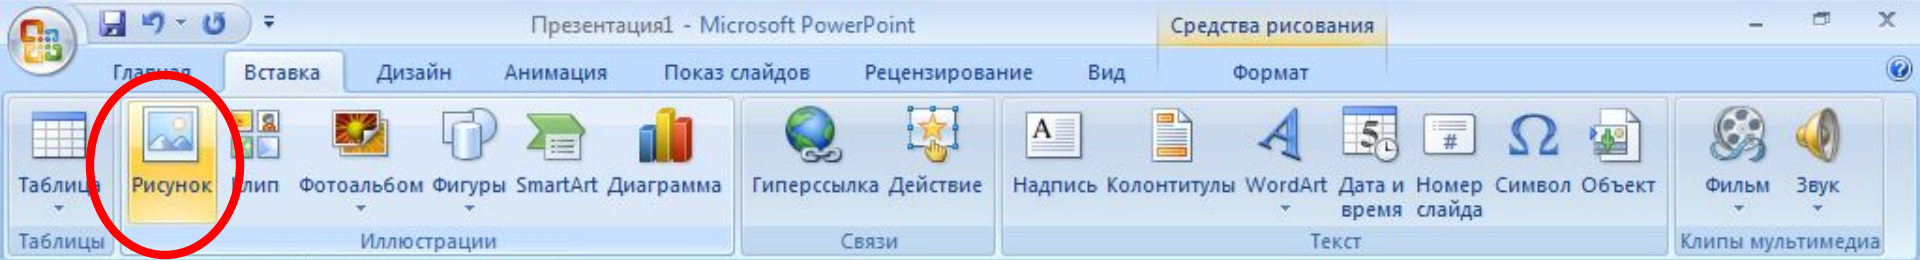 Презентация1 - Microsoft PowerPoint
Средства рисования
Главная Вставка Дизайн Анимация Показ слайдов Рецензирование Вид Формат
Таблица Рисунок Клип Фотоальбом Фигуры SmartArt Диаграмма Гиперссылка Действие Надпись Колонтитулы WordArt Дата и время Номер слайда Символ Объект Фильм Звук
Таблицы Иллюстрации Связи Текст Клипы мультимедиа